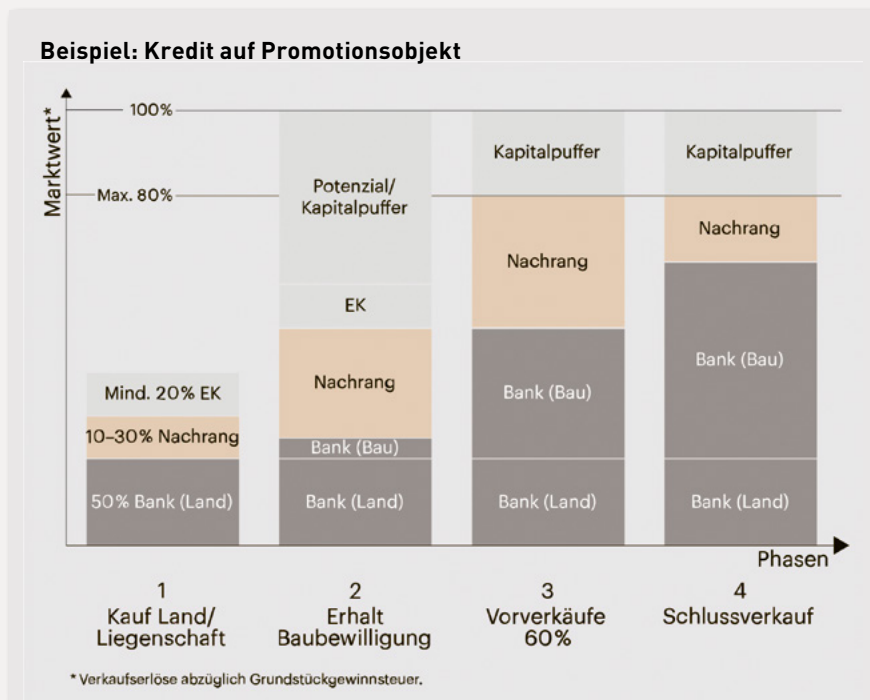 Beispiel: Kredit auf Promotionsobjekt
Marktwert*
100%
Max. 80%
Mind. 20% EK
10–30% Nachrang
50% Bank (Land)
Potenzial/
Kapitalpuffer
EK
Nachrang
Bank (Bau)
Bank (Land)
Kapitalpuffer
Nachrang
Bank (Bau)
Bank (Land)
Kapitalpuffer
Nachrang
Bank (Bau)
Bank (Land)
Phasen
1
Kauf Land/
Liegenschaft
2
Erhalt
Baubewilligung
3
Vorverkäufe
60%
4
Schlussverkauf
* Verkaufserlöse abzüglich Grundstückgewinnsteuer.